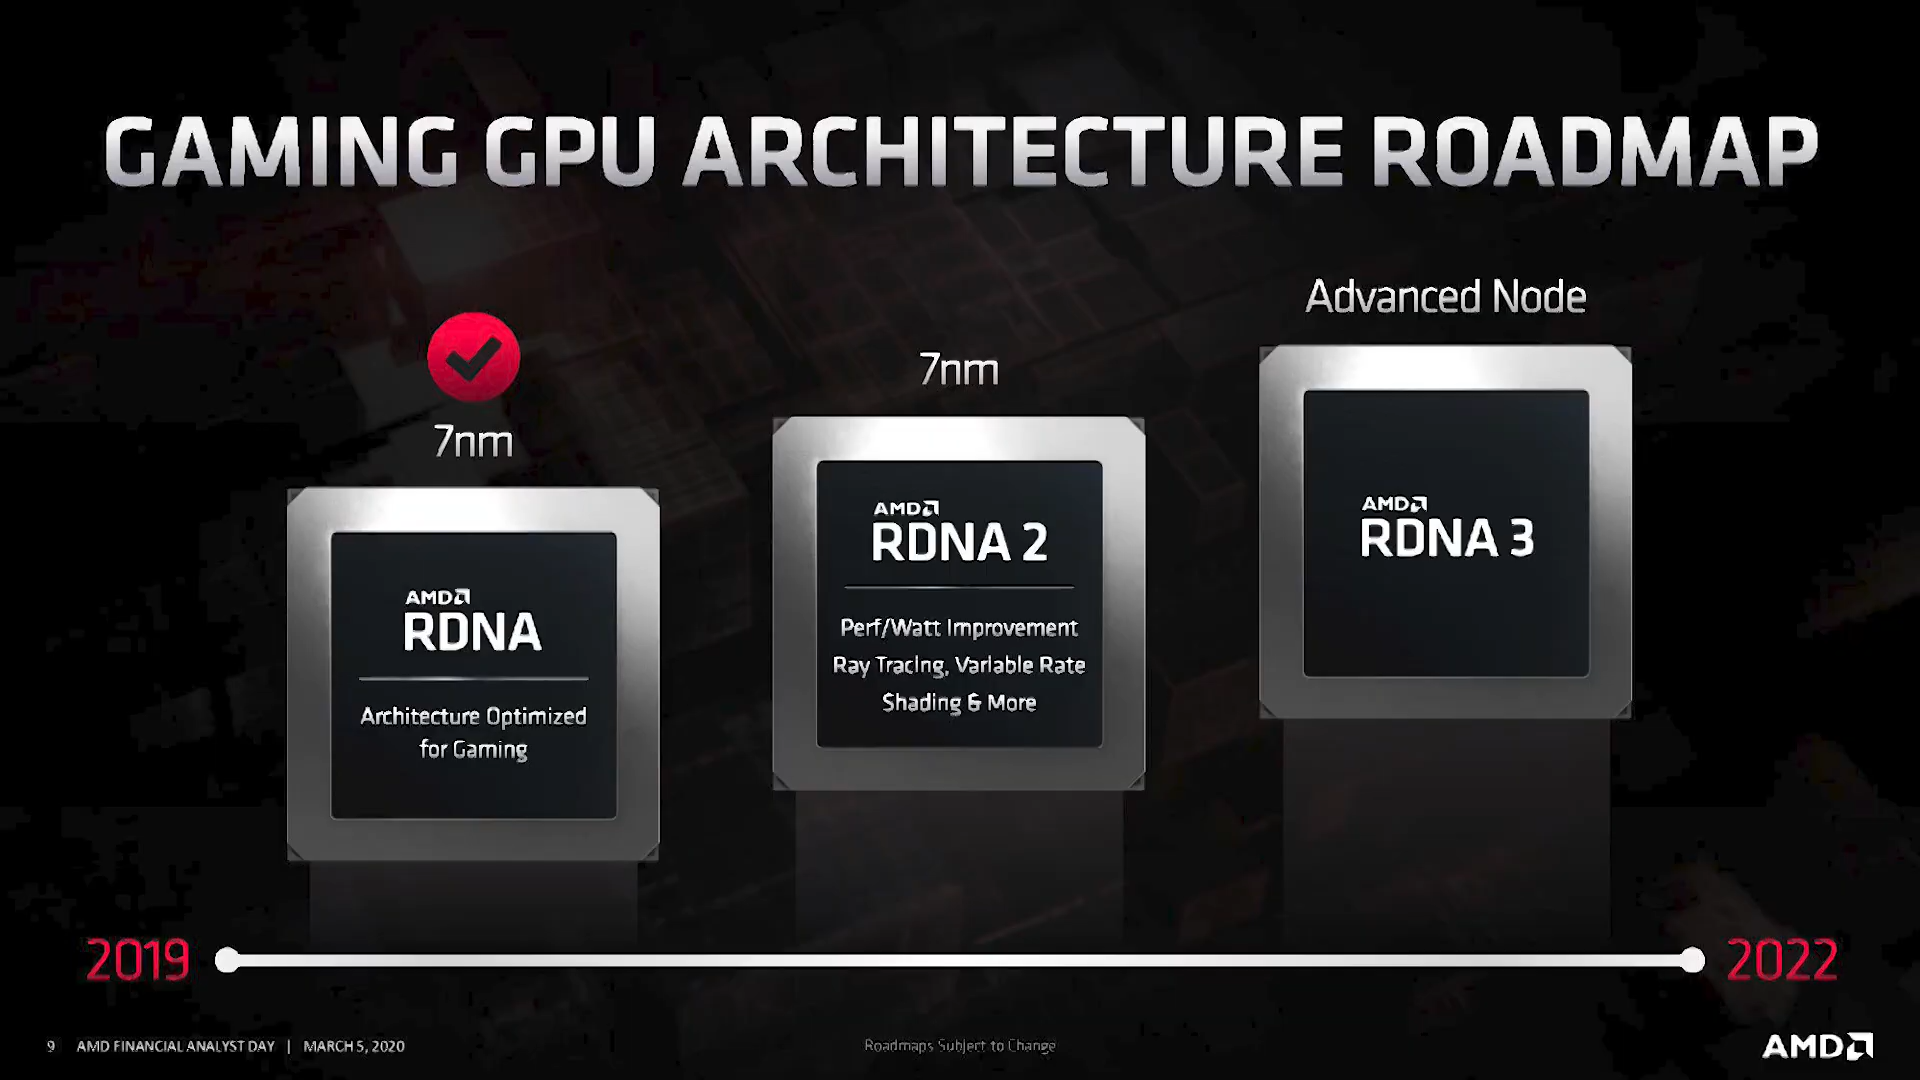 GAMING GPU ARCHITECTURE ROADMAP
7nm
AMD
RDNA
Architecture Optimized
for Gaming
7nm
AMD
RDNA 2
Perf/Watt Improvement
Ray Tracing, Variable Rate
Shading & More
Advanced Node
AMD
RDNA 3
2019
2022
9 AMD FINANCIAL ANALYST DAY | MARCH 5, 2020
Roadmaps Subject to Change
AMD